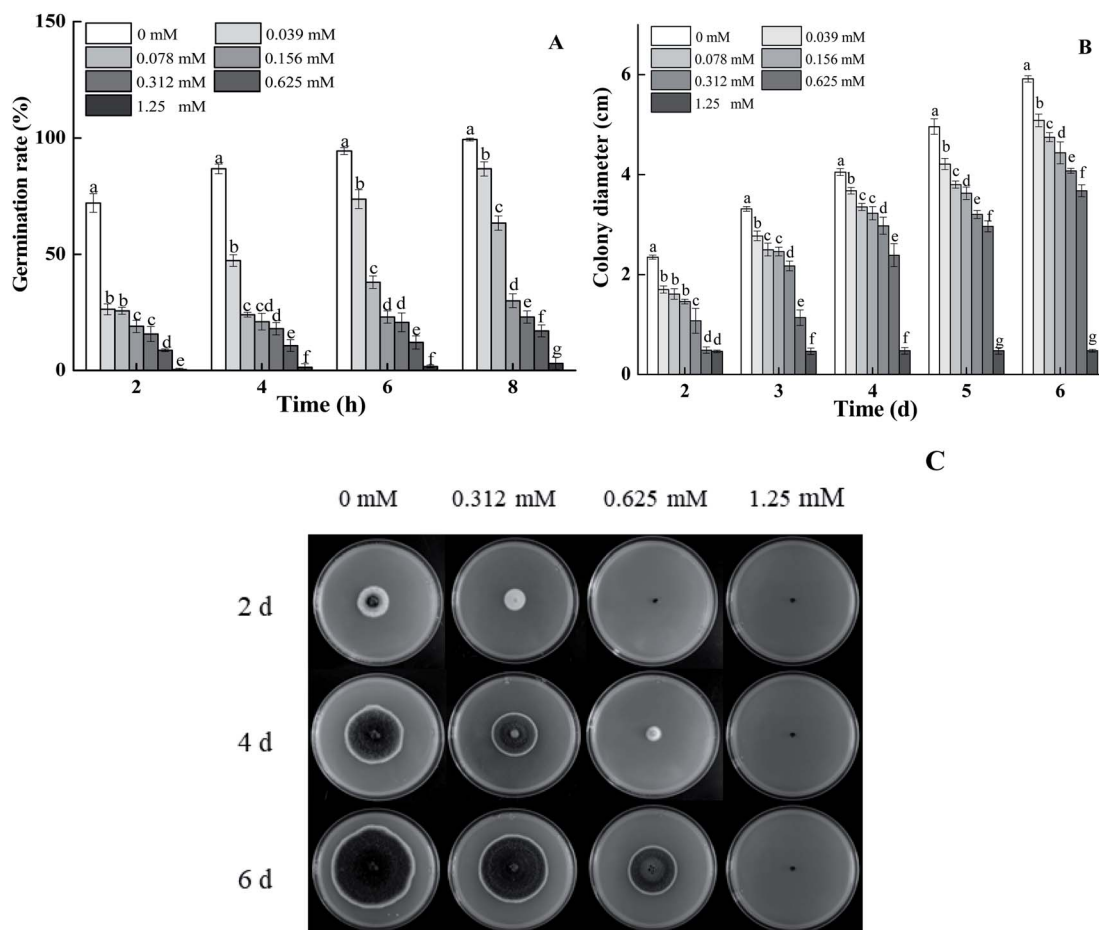 A
Germination rate (%)
150
100
50
0
0 mM 0.039 mM
0.078 mM 0.156 mM
0.312 mM 0.625 mM
1.25 mM
a b b c c d e
a b c cd d e f
a b c d d e f
a b c d e f g
2 4 6 8
Time (h)
B
Colony diameter (cm)
6
4
2
0
0 mM 0.039 mM
0.078 mM 0.156 mM
0.312 mM 0.625 mM
1.25 mM
a b b b c d d
a b c c d e f
a b c c d e f
a b c d e f g
a b c d e f g
2 3 4 5 6
Time (d)
C
0 mM 0.312 mM 0.625 mM 1.25 mM
2 d
4 d
6 d